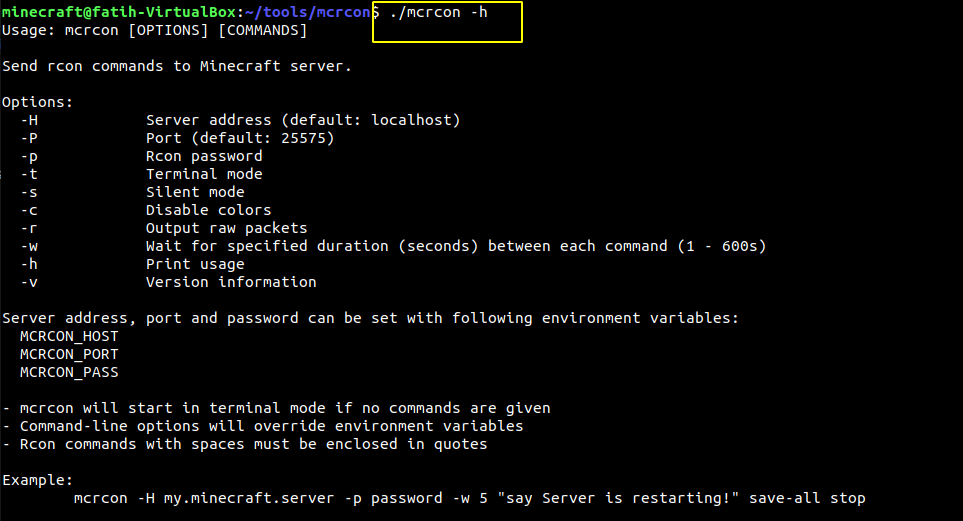 minecraft@fatih-VirtualBox:~/tools/mcrcon$ ./mcrcon -h
Usage: mcrcon [OPTIONS] [COMMANDS]
Send rcon commands to Minecraft server.
Options:
-H Server address (default: localhost)
-P Port (default: 25575)
-p Rcon password
-t Terminal mode
-s Silent mode
-c Disable colors
-r Output raw packets
-w Wait for specified duration (seconds) between each command (1 - 600s)
-h Print usage
-v Version information
Server address, port and password can be set with following environment variables:
MCRCON_HOST
MCRCON_PORT
MCRCON_PASS
- mcrcon will start in terminal mode if no commands are given
- Command-line options will override environment variables
- Rcon commands with spaces must be enclosed in quotes
Example:
mcrcon -H my.minecraft.server -p password -w 5 "say Server is restarting!" save-all stop